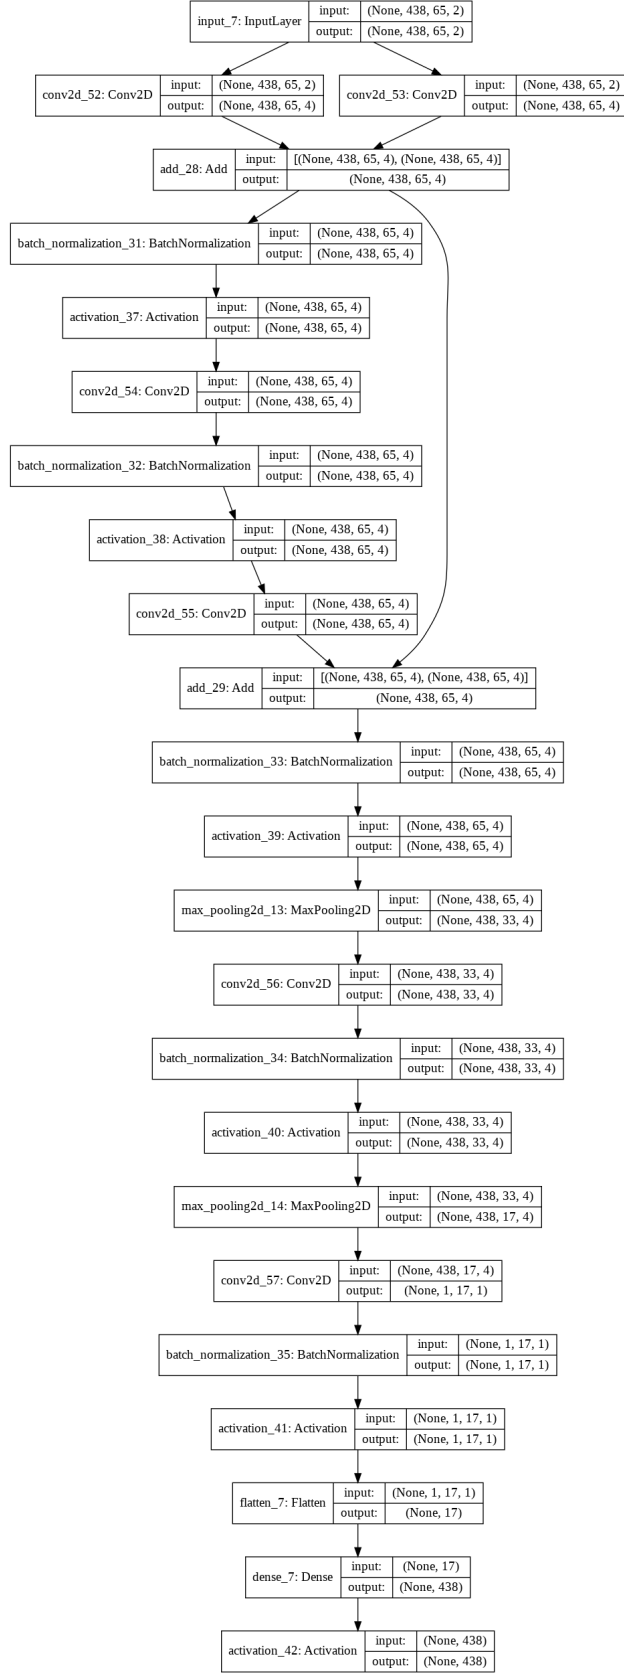 input_7: InputLayer
input: (None, 438, 65, 2)
output: (None, 438, 65, 2)
conv2d_52: Conv2D
input: (None, 438, 65, 2)
output: (None, 438, 65, 4)
conv2d_53: Conv2D
input: (None, 438, 65, 2)
output: (None, 438, 65, 4)
add_28: Add
input: [(None, 438, 65, 4), (None, 438, 65, 4)]
output: (None, 438, 65, 4)
batch_normalization_31: BatchNormalization
input: (None, 438, 65, 4)
output: (None, 438, 65, 4)
activation_37: Activation
input: (None, 438, 65, 4)
output: (None, 438, 65, 4)
conv2d_54: Conv2D
input: (None, 438, 65, 4)
output: (None, 438, 65, 4)
batch_normalization_32: BatchNormalization
input: (None, 438, 65, 4)
output: (None, 438, 65, 4)
activation_38: Activation
input: (None, 438, 65, 4)
output: (None, 438, 65, 4)
conv2d_55: Conv2D
input: (None, 438, 65, 4)
output: (None, 438, 65, 4)
add_29: Add
input: [(None, 438, 65, 4), (None, 438, 65, 4)]
output: (None, 438, 65, 4)
batch_normalization_33: BatchNormalization
input: (None, 438, 65, 4)
output: (None, 438, 65, 4)
activation_39: Activation
input: (None, 438, 65, 4)
output: (None, 438, 65, 4)
max_pooling2d_13: MaxPooling2D
input: (None, 438, 65, 4)
output: (None, 438, 33, 4)
conv2d_56: Conv2D
input: (None, 438, 33, 4)
output: (None, 438, 33, 4)
batch_normalization_34: BatchNormalization
input: (None, 438, 33, 4)
output: (None, 438, 33, 4)
activation_40: Activation
input: (None, 438, 33, 4)
output: (None, 438, 33, 4)
max_pooling2d_14: MaxPooling2D
input: (None, 438, 33, 4)
output: (None, 438, 17, 4)
conv2d_57: Conv2D
input: (None, 438, 17, 4)
output: (None, 1, 17, 1)
batch_normalization_35: BatchNormalization
input: (None, 1, 17, 1)
output: (None, 1, 17, 1)
activation_41: Activation
input: (None, 1, 17, 1)
output: (None, 1, 17, 1)
flatten_7: Flatten
input: (None, 1, 17, 1)
output: (None, 17)
dense_7: Dense
input: (None, 17)
output: (None, 438)
activation_42: Activation
input: (None, 438)
output: (None, 438)